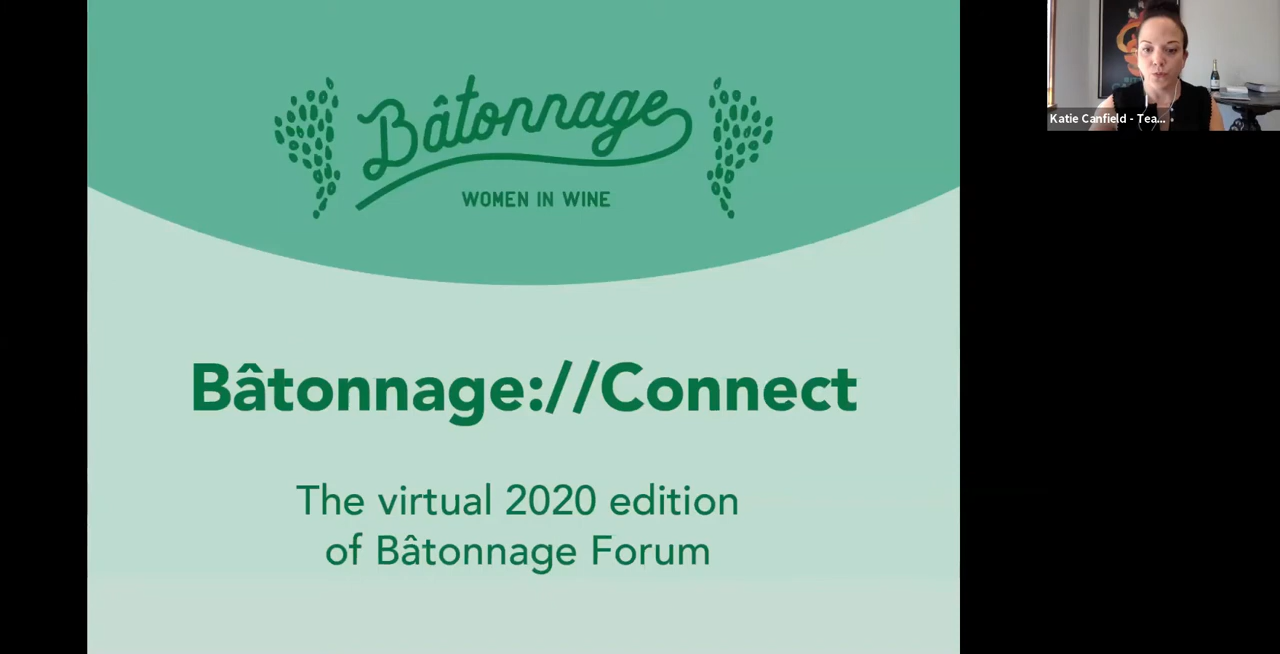 Bâtonnage
WOMEN IN WINE
Bâtonnage://Connect
The virtual 2020 edition
of Bâtonnage Forum
Katie Canfield - Tea...